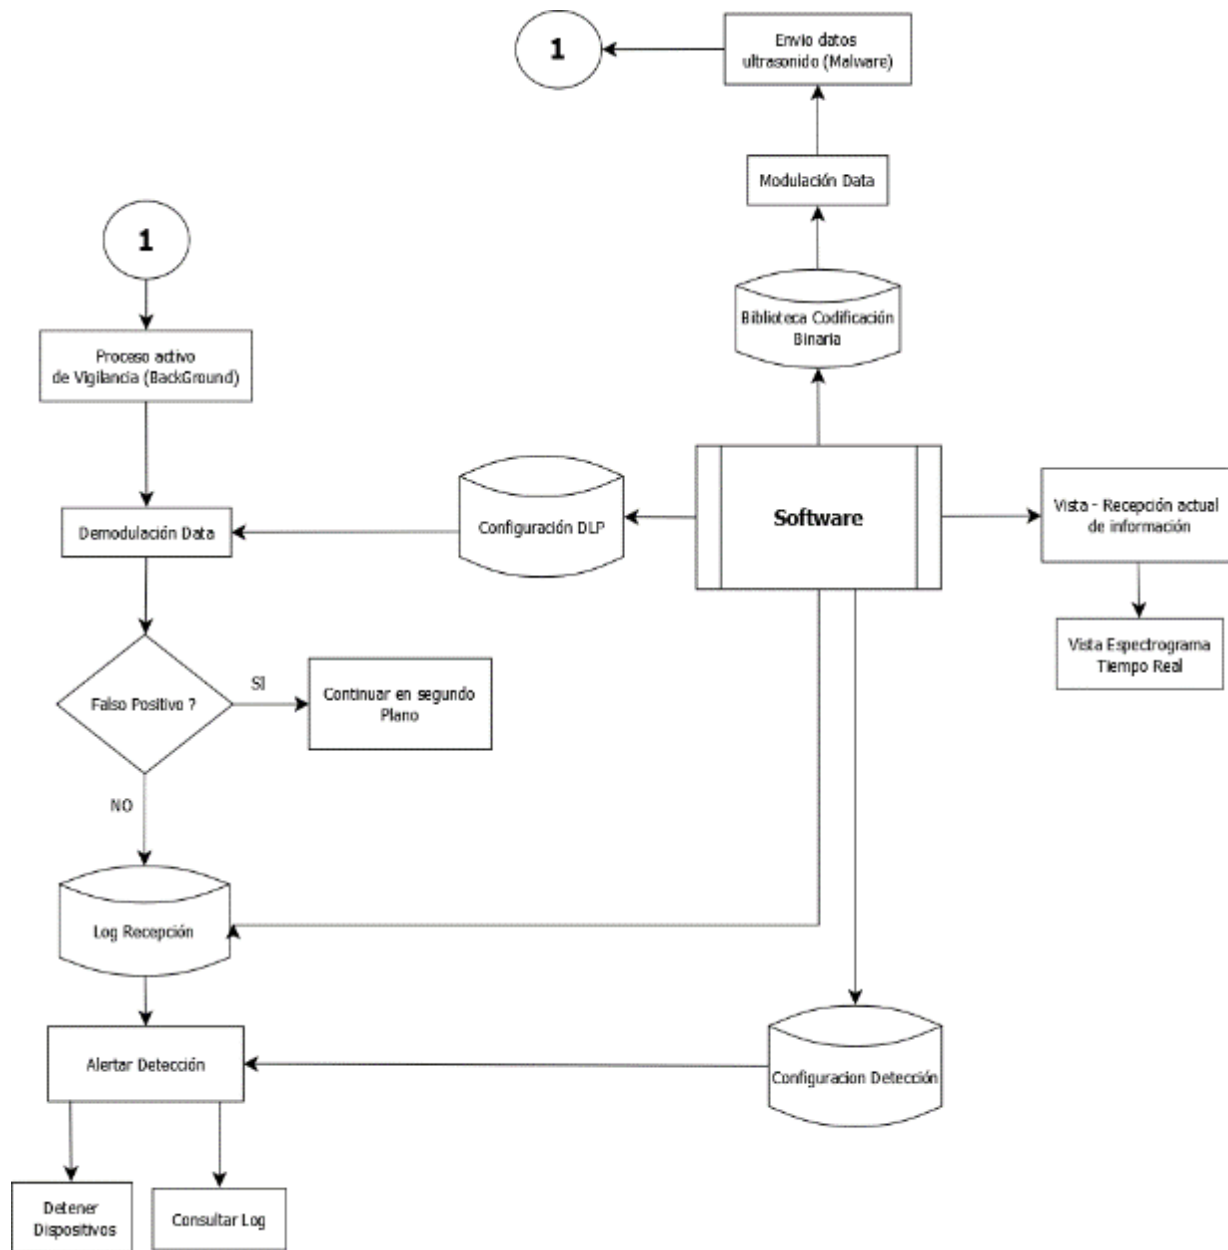 1
Envio datos
ultrasonido (Malware)
Modulación Data
1
Biblioteca Codificación
Binaria
Proceso activo
de Vigilancia (BackGround)
Software
Vista - Recepción actual
de información
Configuración DLP
Demodulación Data
Vista Espectrograma
Tiempo Real
Falso Positivo ?
SI
Continuar en segundo
Plano
NO
Log Recepción
Alertar Detección
Configuracion Detección
Detener
Dispositivos
Consultar Log